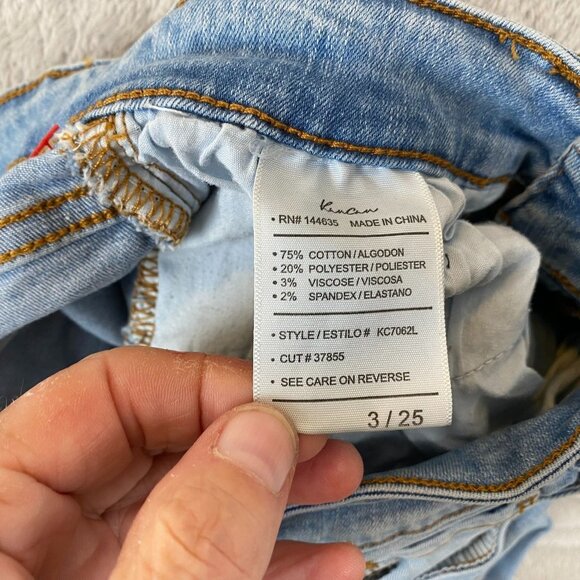 KanCan
• RN# 144635 MADE IN CHINA
• 75% COTTON / ALGODON
• 20% POLYESTER / POLIESTER
• 3% VISCOSE / VISCOSA
• 2% SPANDEX / ELASTANO
• STYLE / ESTILO # KC7062L
• CUT # 37855
• SEE CARE ON REVERSE
3 / 25